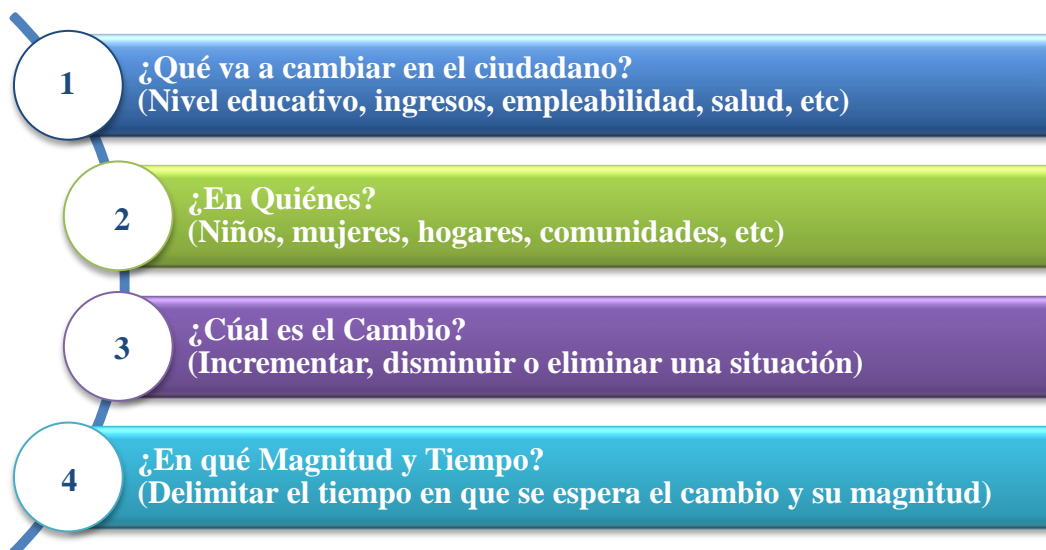 1
¿Qué va a cambiar en el ciudadano?
(Nivel educativo, ingresos, empleabilidad, salud, etc)
2
¿En Quiénes?
(Niños, mujeres, hogares, comunidades, etc)
3
¿Cúal es el Cambio?
(Incrementar, disminuir o eliminar una situación)
4
¿En qué Magnitud y Tiempo?
(Delimitar el tiempo en que se espera el cambio y su magnitud)